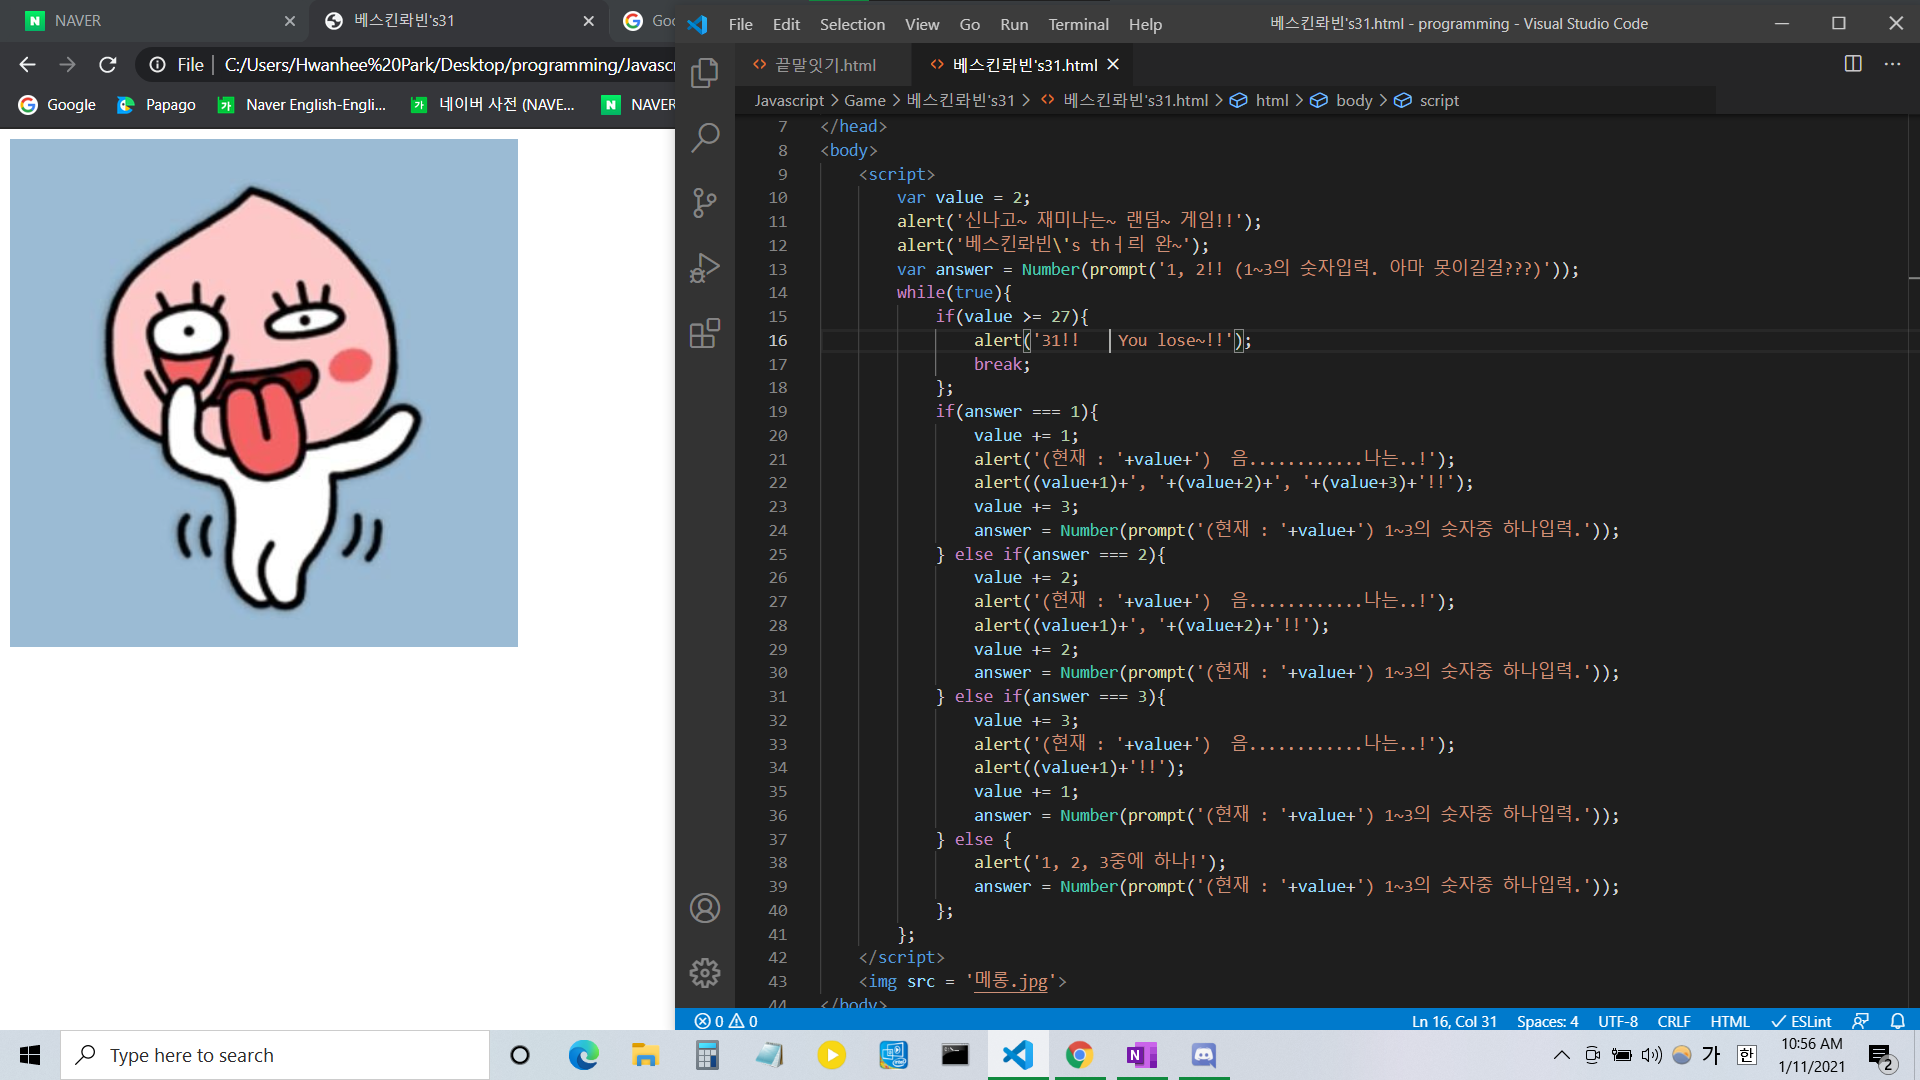 NAVER
베스킨롸빈's31
Goo
File Edit Selection View Go Run Terminal Help
베스킨롸빈's31.html - programming - Visual Studio Code
File
C:/Users/Hwanhee%20Park/Desktop/programming/Javasc
Google Papago Naver English-Engli... 네이버 사전 (NAVE... NAVER
끝말잇기.html
베스킨롸빈's31.html
Javascript > Game > 베스킨롸빈's31 > 베스킨롸빈's31.html > html > body > script
7 </head>
8 <body>
9 <script>
10 var value = 2;
11 alert('신나고~ 재미나는~ 랜덤~ 게임!!');
12 alert('베스킨롸빈\'s thㅓ릐 완~');
13 var answer = Number(prompt('1, 2!! (1~3의 숫자입력. 아마 못이길걸???)'));
14 while(true){
15 if(value >= 27){
16 alert('31!!   You lose~!!');
17 break;
18 };
19 if(answer === 1){
20 value += 1;
21 alert('(현재 : '+value+')  음............나는..!');
22 alert((value+1)+', '+(value+2)+', '+(value+3)+'!!');
23 value += 3;
24 answer = Number(prompt('(현재 : '+value+') 1~3의 숫자중 하나입력.'));
25 } else if(answer === 2){
26 value += 2;
27 alert('(현재 : '+value+')  음............나는..!');
28 alert((value+1)+', '+(value+2)+'!!');
29 value += 2;
30 answer = Number(prompt('(현재 : '+value+') 1~3의 숫자중 하나입력.'));
31 } else if(answer === 3){
32 value += 3;
33 alert('(현재 : '+value+')  음............나는..!');
34 alert((value+1)+'!!');
35 value += 1;
36 answer = Number(prompt('(현재 : '+value+') 1~3의 숫자중 하나입력.'));
37 } else {
38 alert('1, 2, 3중에 하나!');
39 answer = Number(prompt('(현재 : '+value+') 1~3의 숫자중 하나입력.'));
40 };
41 };
42 </script>
43 <img src = '메롱.jpg'>
44 </body>
0 0
Ln 16, Col 31 Spaces: 4 UTF-8 CRLF HTML ESLint
Type here to search
가 한
10:56 AM
1/11/2021
2